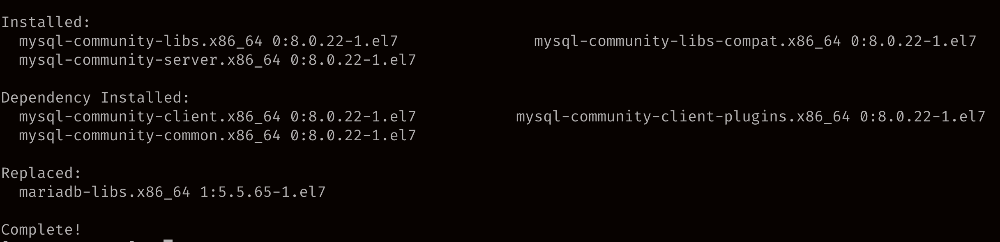 Installed:
mysql-community-libs.x86_64 0:8.0.22-1.el7 mysql-community-libs-compat.x86_64 0:8.0.22-1.el7
mysql-community-server.x86_64 0:8.0.22-1.el7
Dependency Installed:
mysql-community-client.x86_64 0:8.0.22-1.el7 mysql-community-client-plugins.x86_64 0:8.0.22-1.el7
mysql-community-common.x86_64 0:8.0.22-1.el7
Replaced:
mariadb-libs.x86_64 1:5.5.65-1.el7
Complete!